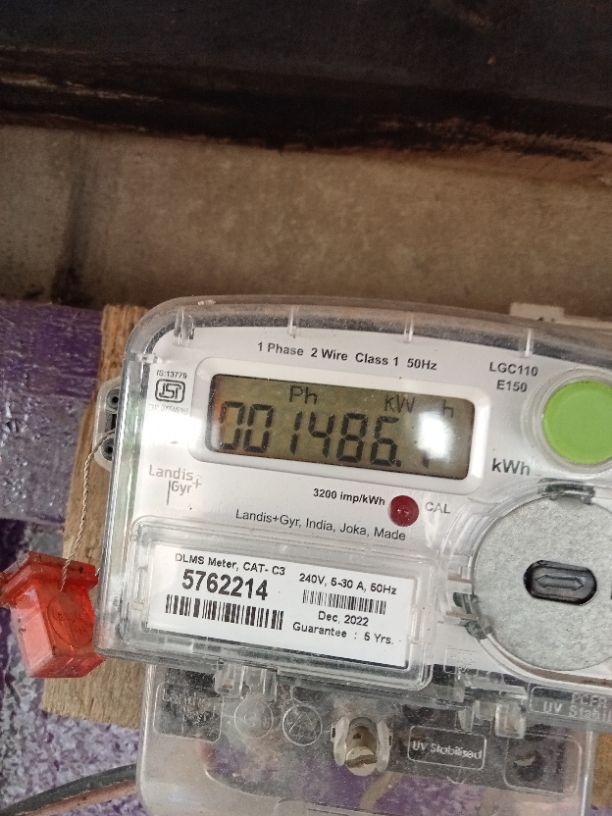 1 Phase 2 Wire Class 1 50Hz
LGC110
E150
IS:13779
Ph kW h
001486.
kWh
Landis
Gyr+
3200 imp/kWh
CAL
Landis+Gyr, India, Joka, Made
DLMS Meter, CAT- C3
5762214
240V, 5-30 A, 50Hz
Dec, 2022
Guarantee : 5 Yrs.
UV Stabilised